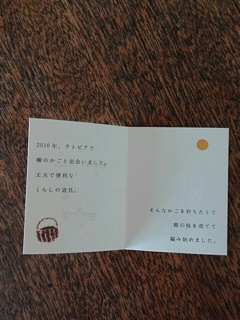 2010年、ラトビアで
柳のかごと出会いました。
丈夫で便利な
くらしの道具。
そんなかごを作りたくて
柳の枝を育てて
編み始めました。